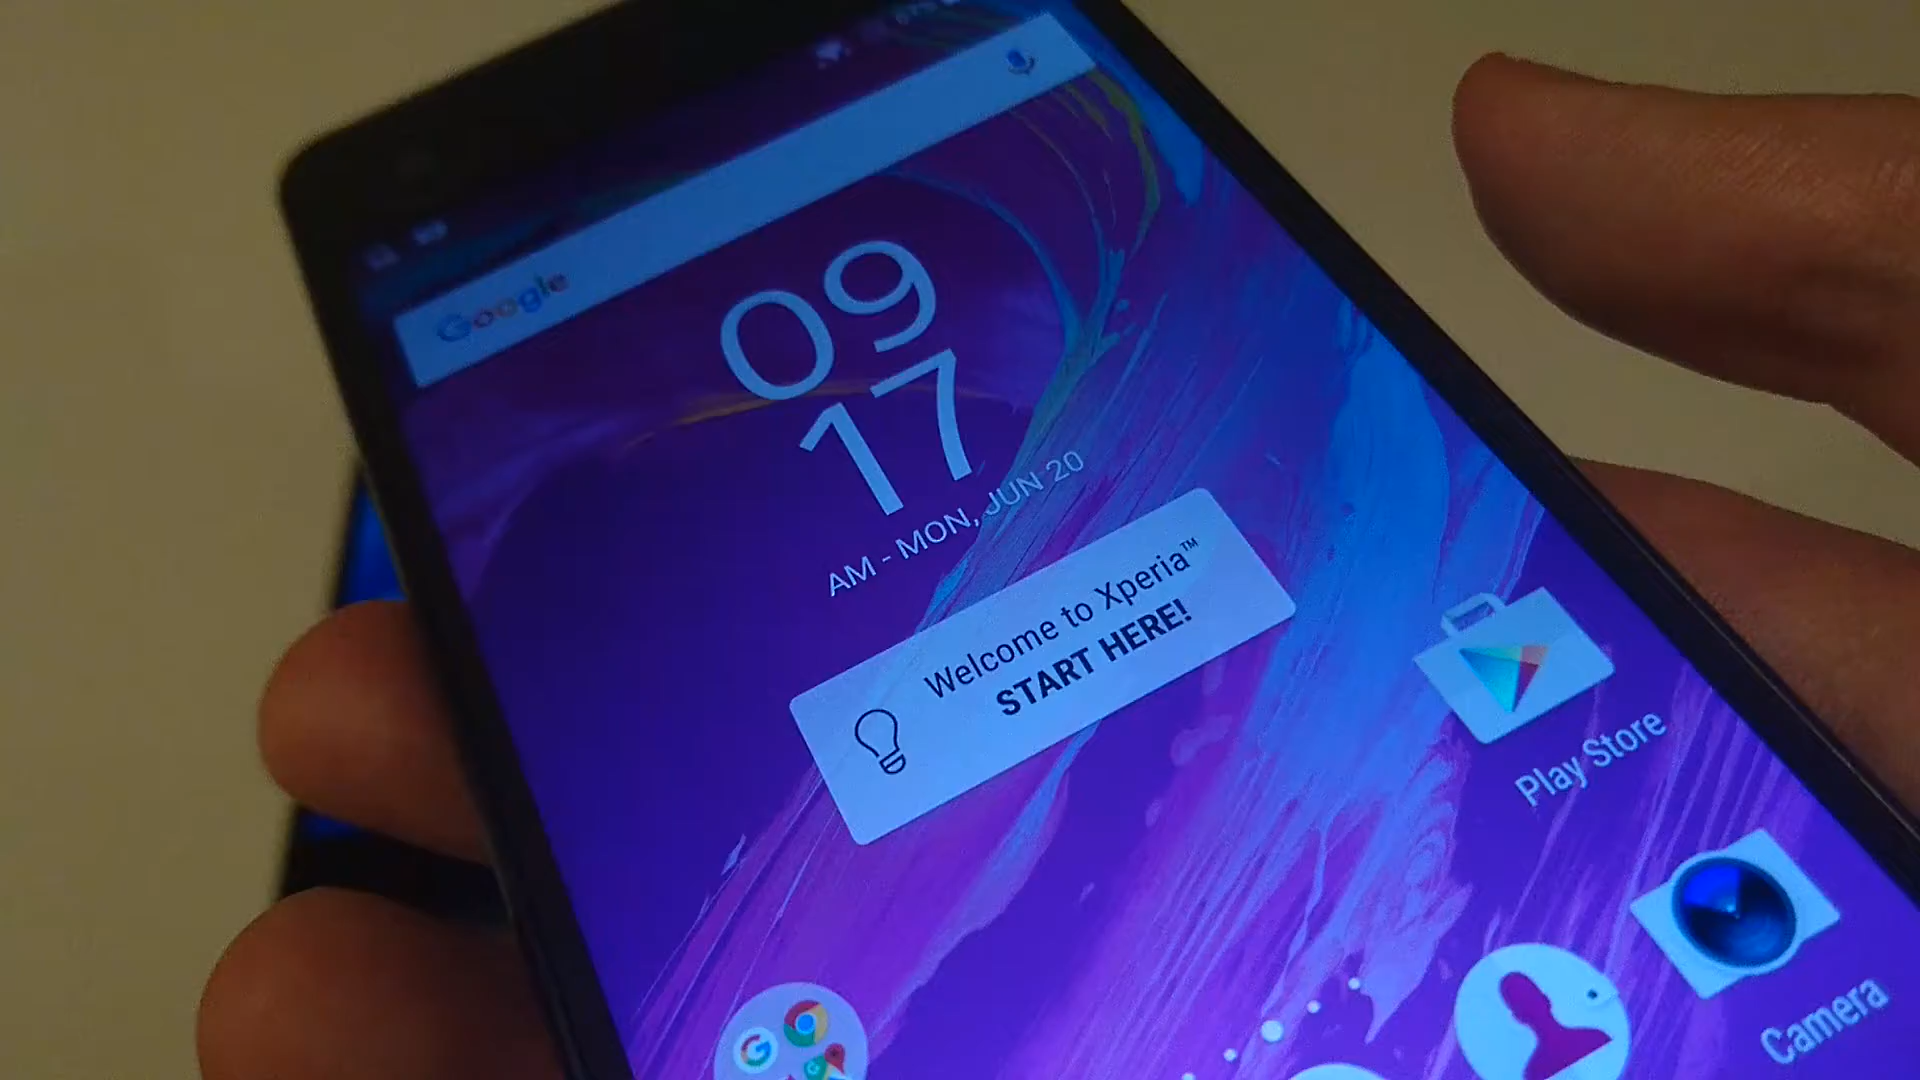 Google
09
17
AM - MON, JUN 20
Welcome to Xperia™
START HERE!
Play Store
Camera